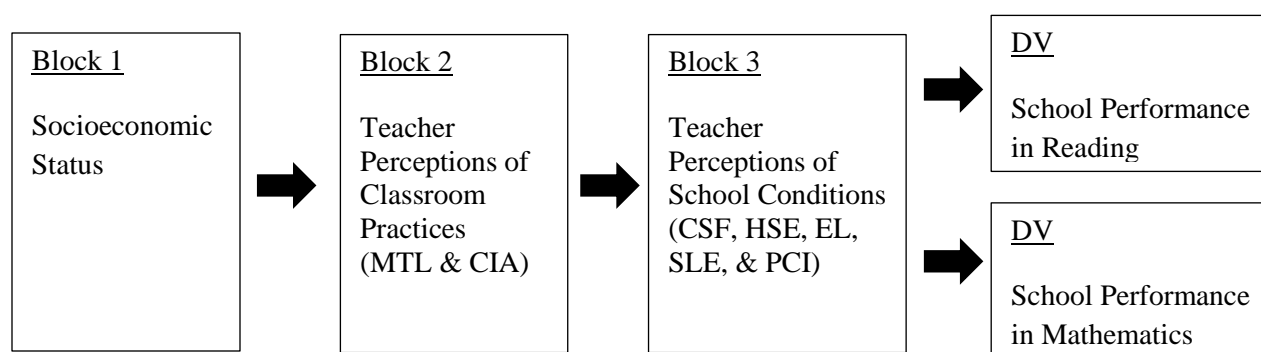 Block 1
Socioeconomic
Status
Block 2
Teacher
Perceptions of
Classroom
Practices
(MTL & CIA)
Block 3
Teacher
Perceptions of
School Conditions
(CSF, HSE, EL,
SLE, & PCI)
DV
School Performance
in Reading
DV
School Performance
in Mathematics